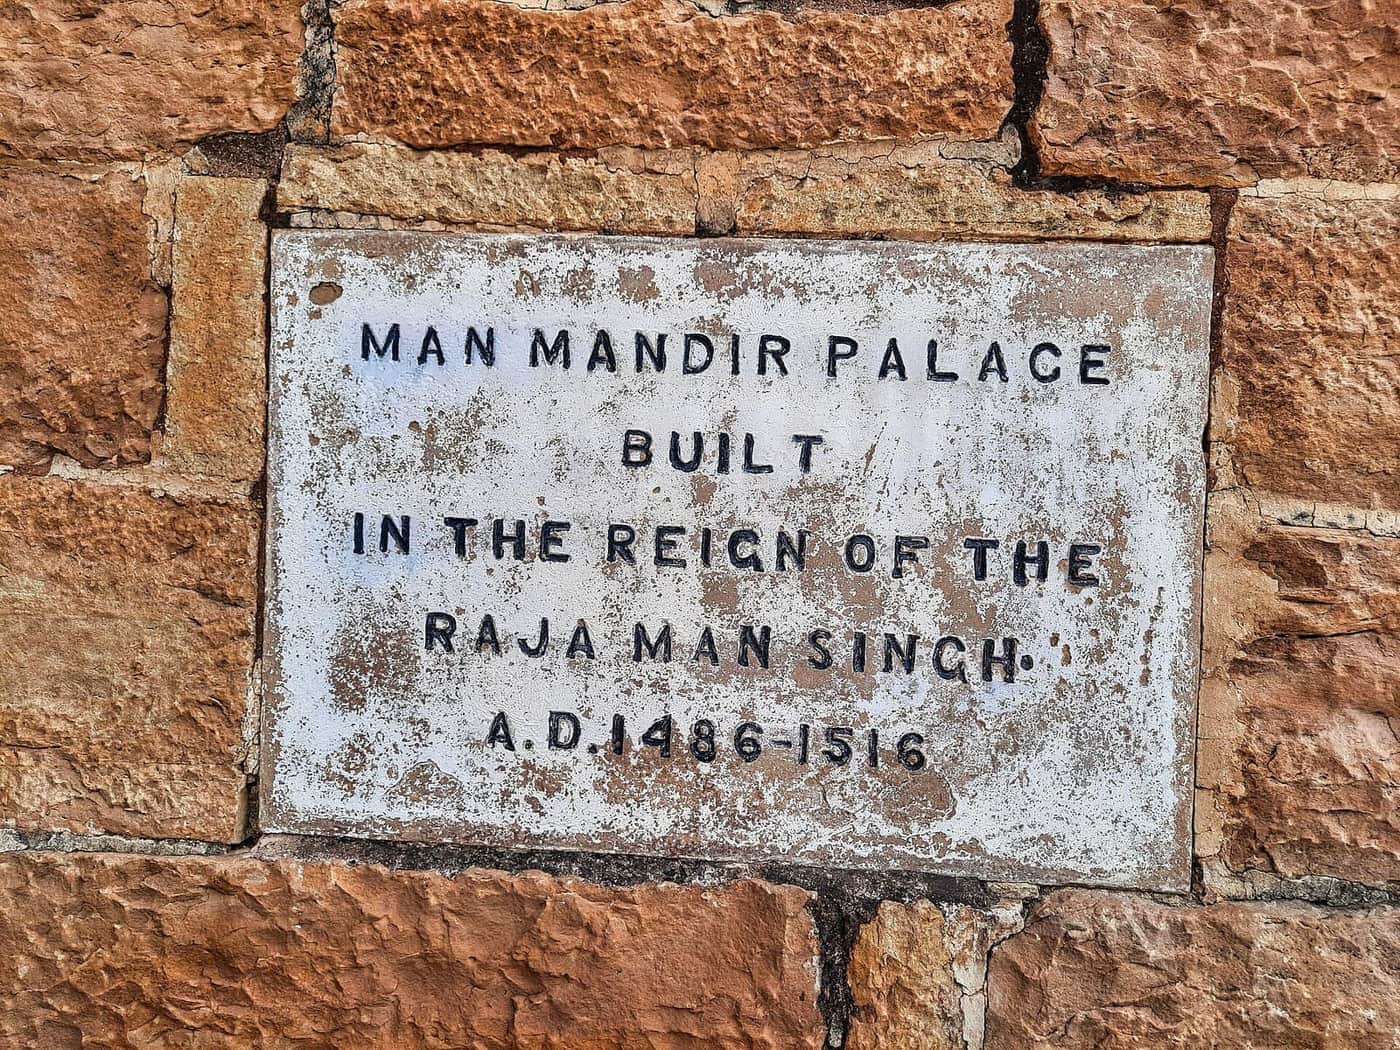 MAN MANDIR PALACE
BUILT
IN THE REIGN OF THE
RAJA MAN SINGH.
A.D.1486-1516